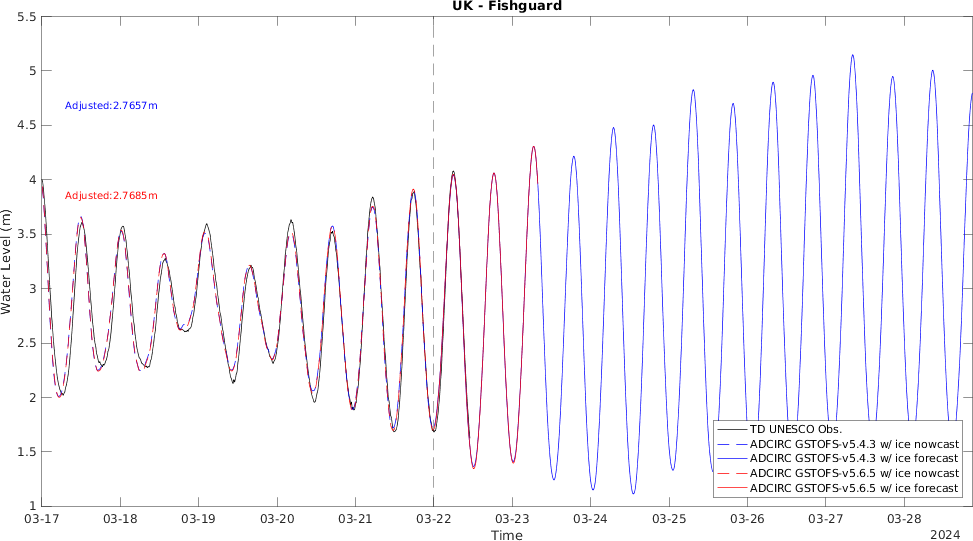 UK - Fishguard
5.5
5
4.5
4
3.5
3
2.5
2
1.5
1
Water Level (m)
Adjusted:2.7657m
Adjusted:2.7685m
TD UNESCO Obs.
ADCIRC GSTOFS-v5.4.3 w/ ice nowcast
ADCIRC GSTOFS-v5.4.3 w/ ice forecast
ADCIRC GSTOFS-v5.6.5 w/ ice nowcast
ADCIRC GSTOFS-v5.6.5 w/ ice forecast
03-17 03-18 03-19 03-20 03-21 03-22 03-23 03-24 03-25 03-26 03-27 03-28
Time
2024